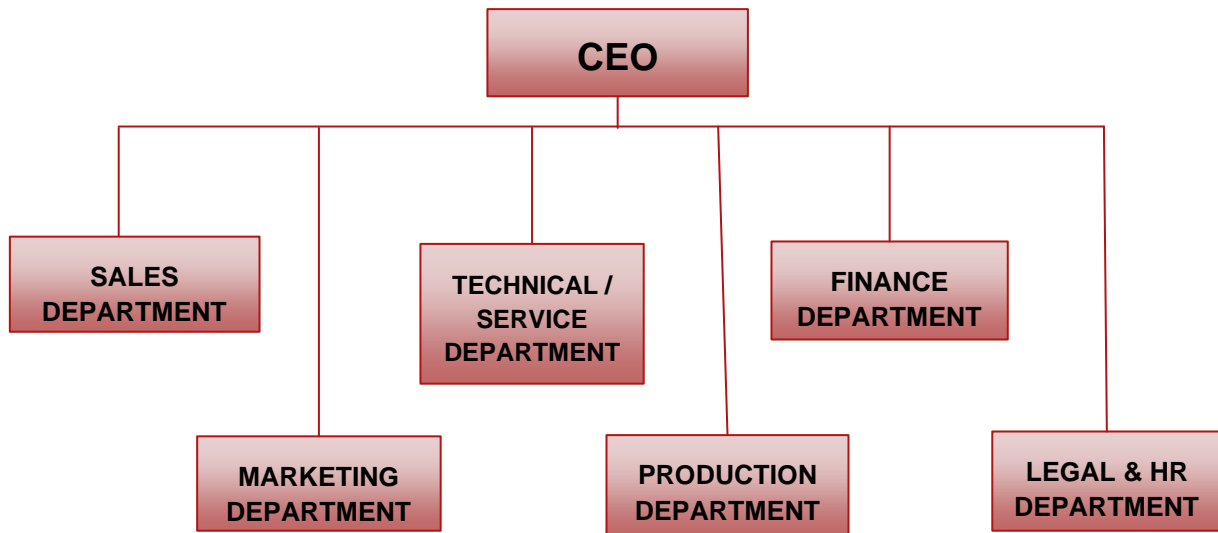 CEO
SALES
DEPARTMENT
TECHNICAL /
SERVICE
DEPARTMENT
FINANCE
DEPARTMENT
MARKETING
DEPARTMENT
PRODUCTION
DEPARTMENT
LEGAL & HR
DEPARTMENT